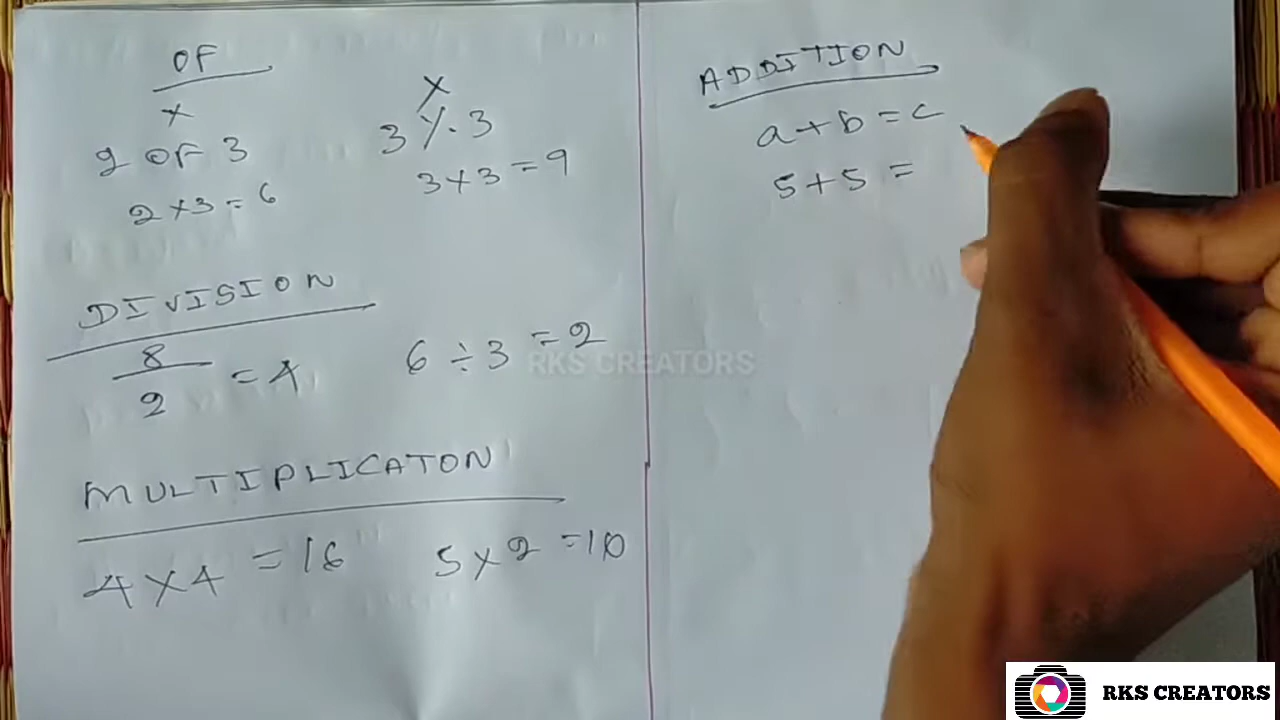 OF
×
2 OF 3
2×3=6
×
3 % 3
3×3=9
DIVISION
8
2
=4
6÷3=2
MULTIPLICATON
4×4=16
5×2=10
ADDITION
a+b=c
5+5=
RKS CREATORS
RKS CREATORS